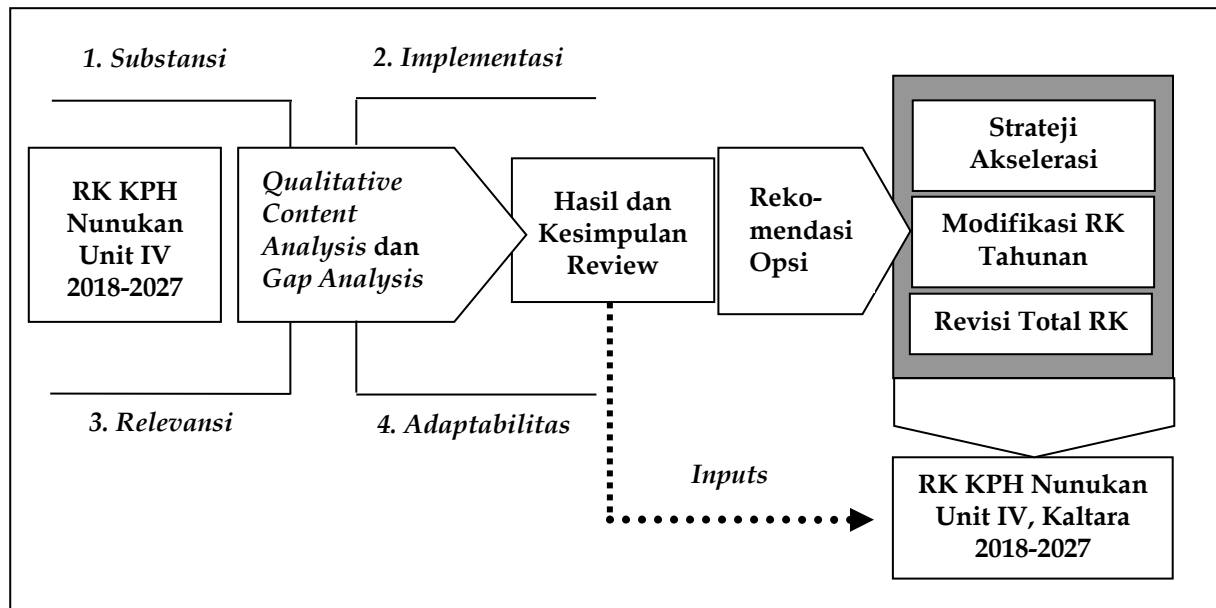 1. Substansi
2. Implementasi
RK KPH
Nunukan
Unit IV
2018-2027
Qualitative
Content
Analysis dan
Gap Analysis
3. Relevansi
4. Adaptabilitas
Hasil dan
Kesimpulan
Review
Reko-
mendasi
Opsi
Strateji
Akselerasi
Modifikasi RK
Tahunan
Revisi Total RK
Inputs
RK KPH Nunukan
Unit IV, Kaltara
2018-2027